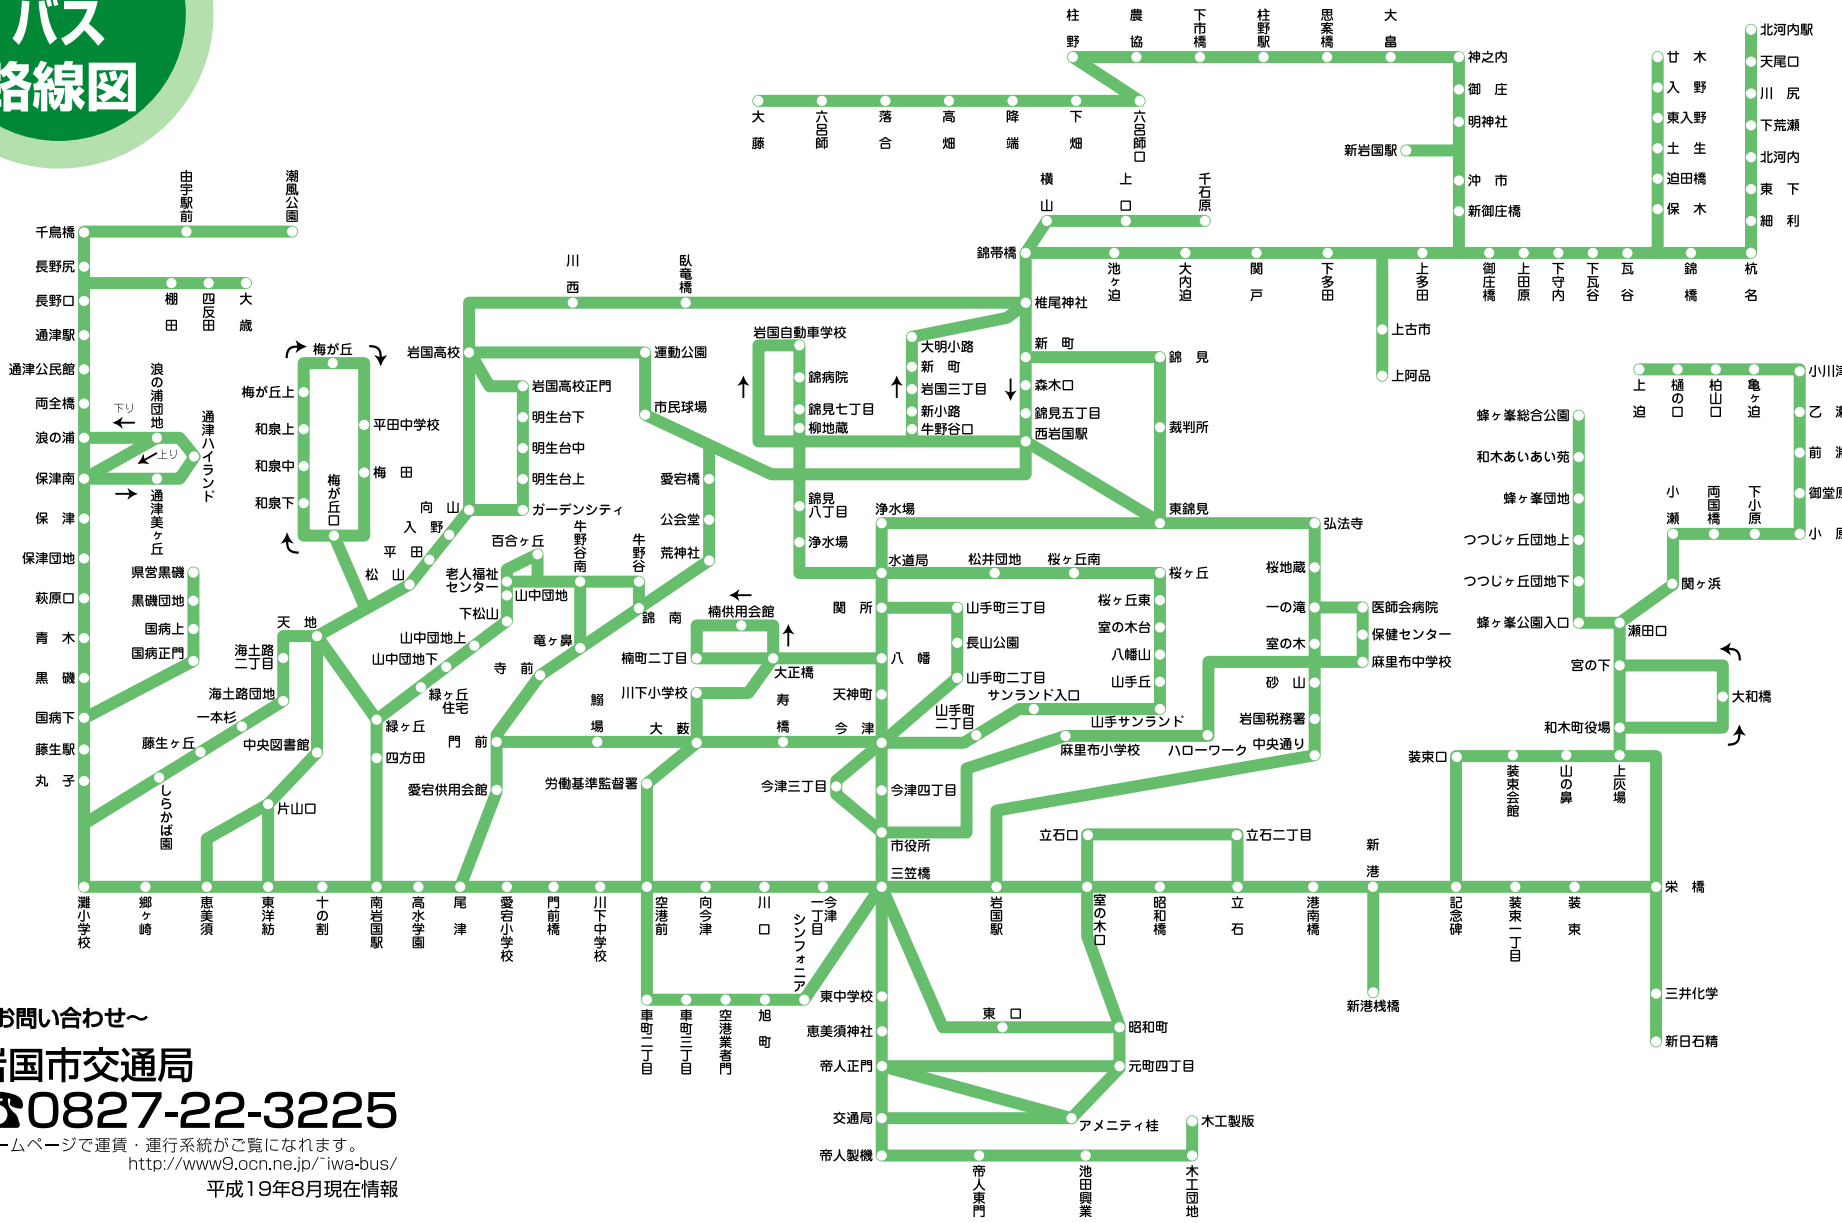 バス
路線図
柱野
農協
下市橋
柱野駅
思案橋
大畠
神之内
御庄
明神社
新岩国駅
沖市
新御庄橋
廿木
入野
東入野
土生
迫田橋
保木
北河内駅
天尾口
川尻
下荒瀬
北河内
東下
細利
大藤
六呂師
落合
高畑
降端
下畑
六呂師口
横山
上口
千石原
錦帯橋
池ヶ迫
大内迫
関戸
下多田
上多田
御庄橋
上田原
下守内
下瓦谷
瓦谷
錦橋
杭名
上古市
上阿品
由宇駅前
潮風公園
千鳥橋
長野尻
長野口
棚田
四反田
大歳
通津駅
通津公民館
両全橋
浪の浦
保津南
保津
保津団地
萩原口
青木
黒磯
国病下
藤生駅
丸子
下り
上り
浪の浦団地
通津ハイランド
通津美ヶ丘
梅が丘
梅が丘上
和泉上
和泉中
和泉下
平田中学校
梅田
梅が丘口
県営黒磯
黒磯団地
国病上
国病正門
川西
臥竜橋
椎尾神社
岩国高校
運動公園
市民球場
岩国高校正門
明生台下
明生台中
明生台上
ガーデンシティ
向山
入野
平田
松山
天地
海土路
二丁目
海土路団地
一本杉
藤生ヶ丘
しらかば園
中央図書館
片山口
岩国自動車学校
錦病院
錦見七丁目
柳地蔵
錦見
八丁目
浄水場
大明小路
新町
岩国三丁目
新小路
牛野谷口
新町
森木口
錦見五丁目
西岩国駅
錦見
裁判所
東錦見
愛宕橋
公会堂
荒神社
牛野谷
牛野谷南
百合ヶ丘
老人福祉
センター
山中団地
下松山
山中団地上
山中団地下
緑ヶ丘
住宅
緑ヶ丘
四方田
錦南
竜ヶ鼻
寺前
門前
愛宕供用会館
鰯場
大薮
寿橋
今津
楠供用会館
楠町二丁目
大正橋
川下小学校
労働基準監督署
浄水場
水道局
松井団地
桜ヶ丘南
桜ヶ丘
桜ヶ丘東
室の木台
八幡山
山手丘
関所
山手町三丁目
長山公園
山手町二丁目
八幡
天神町
サンランド入口
山手町
二丁目
山手サンランド
麻里布小学校
ハローワーク
弘法寺
桜地蔵
一の滝
室の木
砂山
岩国税務署
中央通り
医師会病院
保健センター
麻里布中学校
今津三丁目
今津四丁目
市役所
三笠橋
上迫
樋の口
柏山口
亀ヶ迫
小川津
御堂原
蜂ヶ峯総合公園
和木あいあい苑
蜂ヶ峯団地
つつじヶ丘団地上
つつじヶ丘団地下
蜂ヶ峯公園入口
小瀬
両国橋
下小原
関ヶ浜
瀬田口
宮の下
大和橋
和木町役場
装束口
装束会館
山の鼻
上灰場
灘小学校
郷ヶ崎
恵美須
東洋紡
十の割
南岩国駅
高水学園
尾津
愛宕小学校
門前橋
川下中学校
空港前
向今津
川口
今津
一丁目
シンフォニア
岩国駅
室の木口
昭和橋
立石
港南橋
新港
新港桟橋
記念碑
装束一丁目
装束
栄橋
三井化学
新日石精
立石口
立石二丁目
車町二丁目
車町三丁目
空港業者門
旭町
東中学校
恵美須神社
帝人正門
交通局
帝人製機
東口
昭和町
元町四丁目
アメニティ桂
木工製版
帝人東門
池田興業
木工団地
お問い合わせ～
岩国市交通局
☎0827-22-3225
ームページで運賃・運行系統がご覧になれます。
http://www9.ocn.ne.jp/~iwa-bus/
平成19年8月現在情報